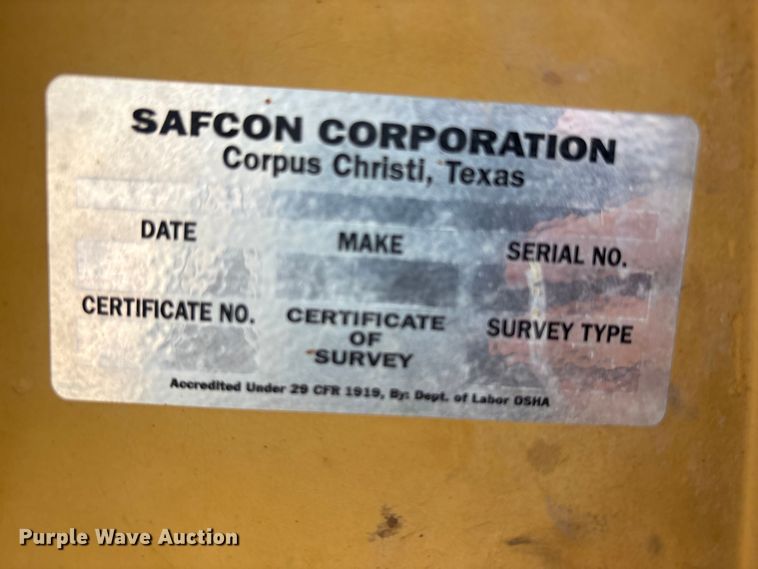 SAFCON CORPORATION
Corpus Christi, Texas
DATE MAKE SERIAL NO.
CERTIFICATE NO. CERTIFICATE OF SURVEY SURVEY TYPE
Accredited Under 29 CFR 1919, By: Dept. of Labor OSHA
Purple Wave Auction